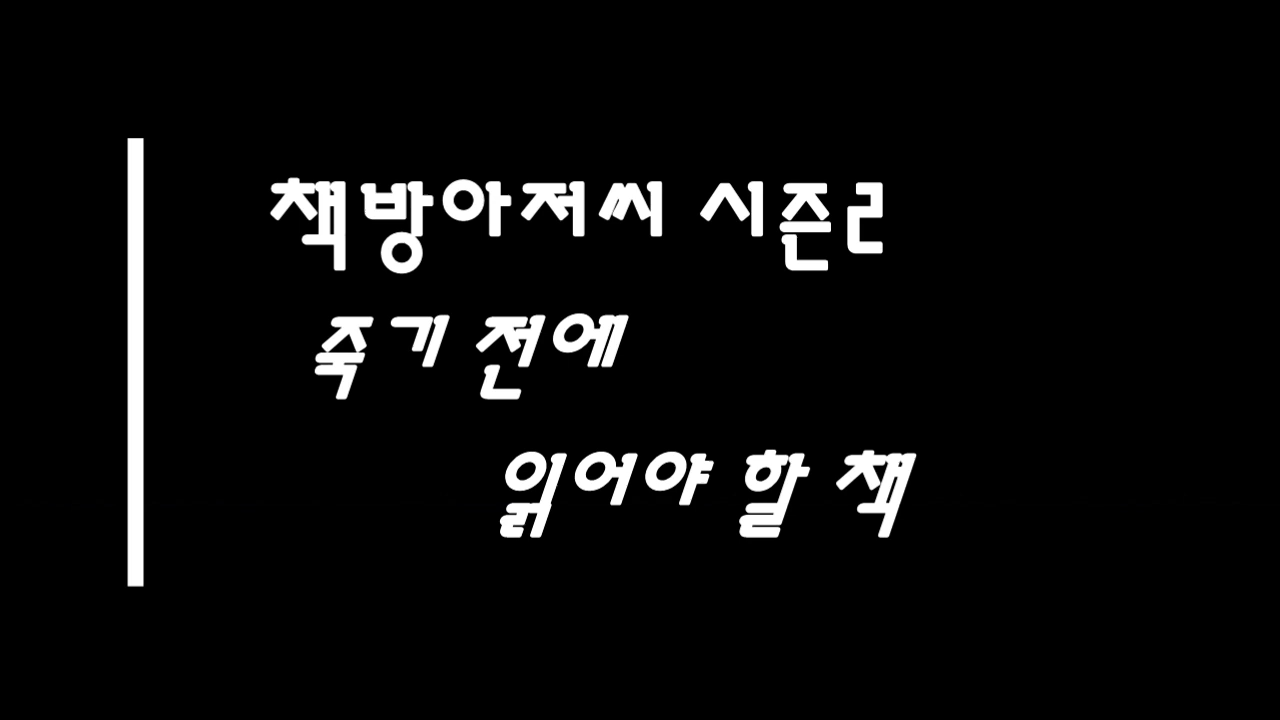 책방아저씨 시즌2
죽기 전에
읽어야 할 책